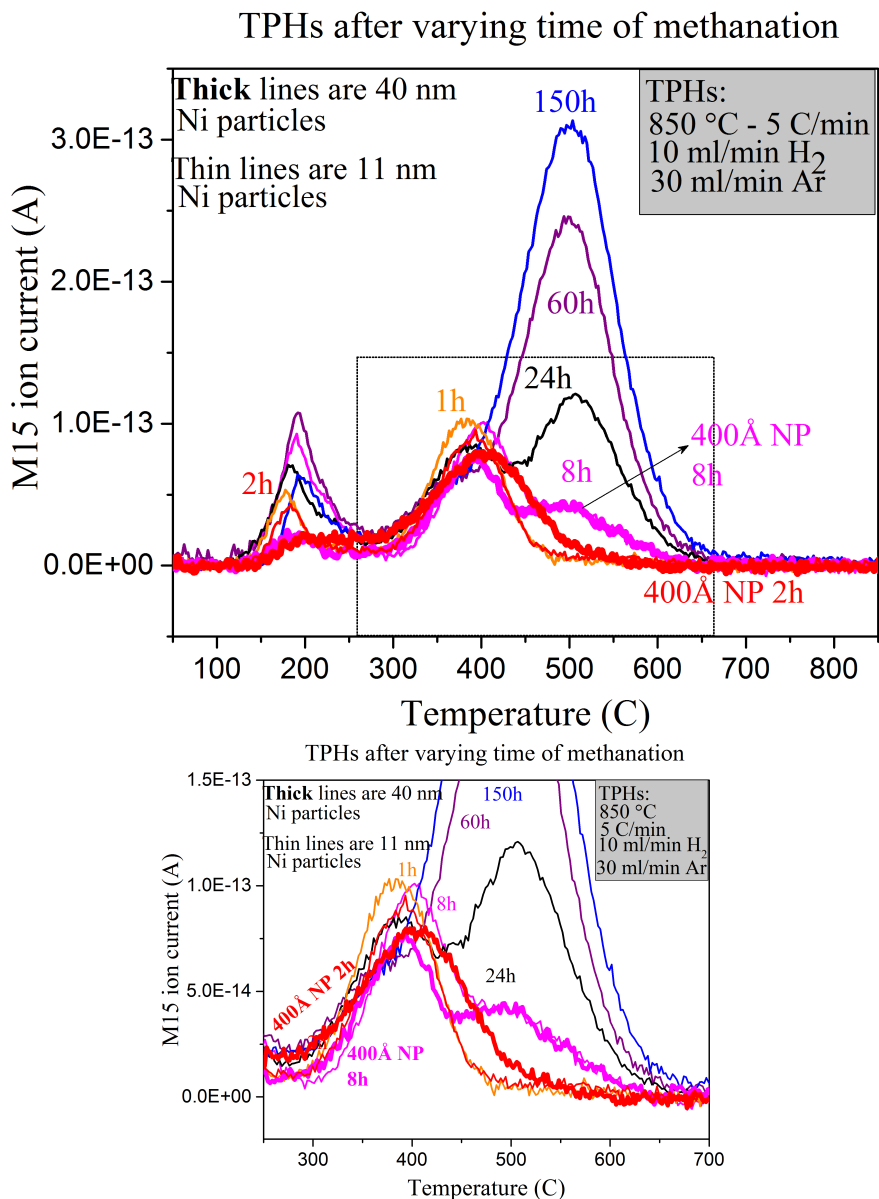 TPHs after varying time of methanation
Thick lines are 40 nm
Ni particles
Thin lines are 11 nm
Ni particles
TPHs:
850 °C - 5 C/min
10 ml/min H2
30 ml/min Ar
150h
60h
24h
1h
2h
8h
400Å NP
8h
400Å NP 2h
M15 ion current (A)
3.0E-13
2.0E-13
1.0E-13
0.0E+00
100 200 300 400 500 600 700 800
Temperature (C)
TPHs after varying time of methanation
Thick lines are 40 nm
Ni particles
Thin lines are 11 nm
Ni particles
TPHs:
850 °C
5 C/min
10 ml/min H2
30 ml/min Ar
150h
60h
1h
8h
24h
400Å NP 2h
400Å NP
8h
M15 ion current (A)
1.5E-13
1.0E-13
5.0E-14
0.0E+00
300 400 500 600 700
Temperature (C)